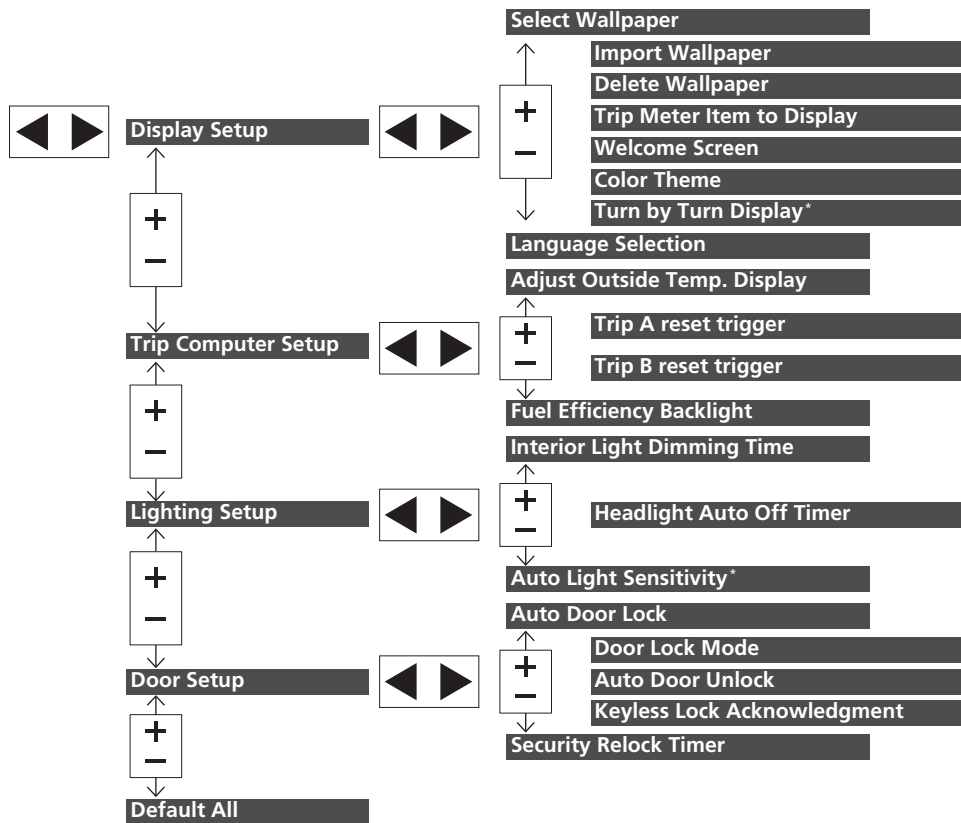 Select Wallpaper
Import Wallpaper
Delete Wallpaper
Trip Meter Item to Display
Welcome Screen
Color Theme
Turn by Turn Display*
Language Selection
Display Setup
+
−
+
−
Adjust Outside Temp. Display
Trip A reset trigger
Trip B reset trigger
Fuel Efficiency Backlight
Trip Computer Setup
+
−
+
−
Interior Light Dimming Time
Headlight Auto Off Timer
Auto Light Sensitivity*
Lighting Setup
+
−
+
−
Auto Door Lock
Door Lock Mode
Auto Door Unlock
Keyless Lock Acknowledgment
Security Relock Timer
Door Setup
+
−
+
−
Default All